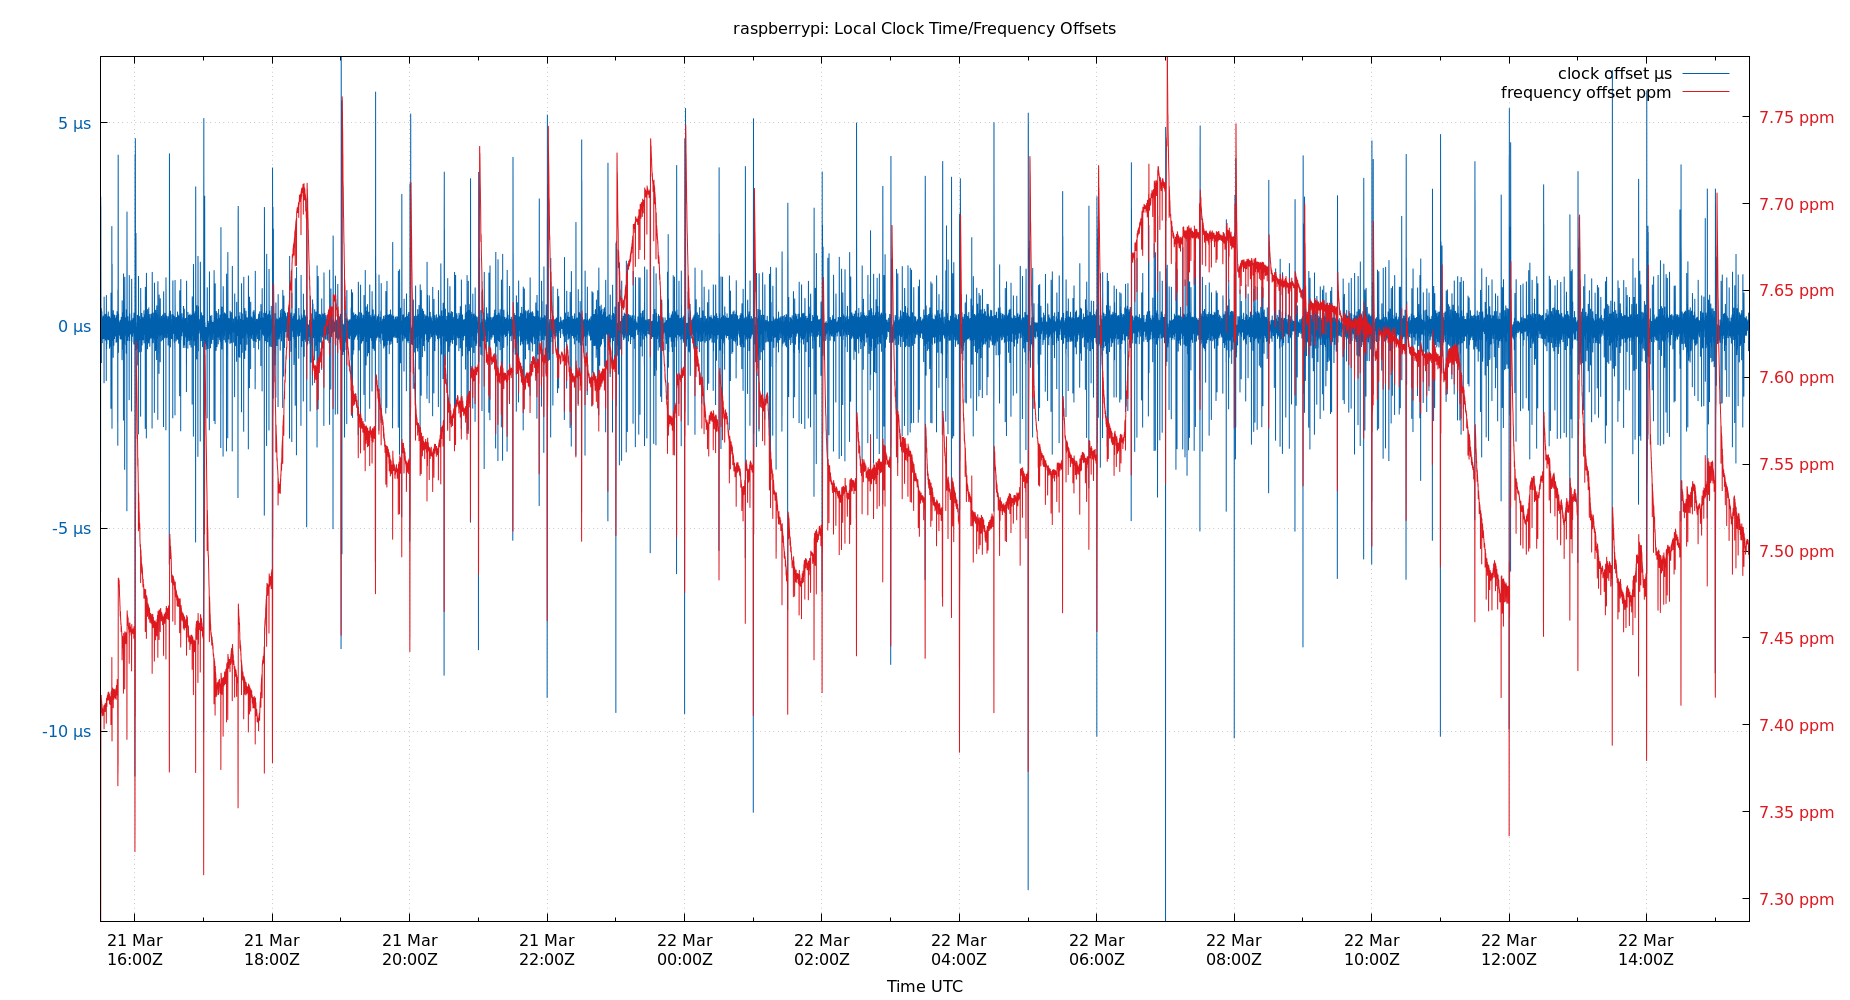 raspberrypi: Local Clock Time/Frequency Offsets
clock offset µs
frequency offset ppm
5 µs
0 µs
-5 µs
-10 µs
7.75 ppm
7.70 ppm
7.65 ppm
7.60 ppm
7.55 ppm
7.50 ppm
7.45 ppm
7.40 ppm
7.35 ppm
7.30 ppm
21 Mar 21 Mar 21 Mar 21 Mar 22 Mar 22 Mar 22 Mar 22 Mar 22 Mar 22 Mar 22 Mar 22 Mar
16:00Z 18:00Z 20:00Z 22:00Z 00:00Z 02:00Z 04:00Z 06:00Z 08:00Z 10:00Z 12:00Z 14:00Z
Time UTC